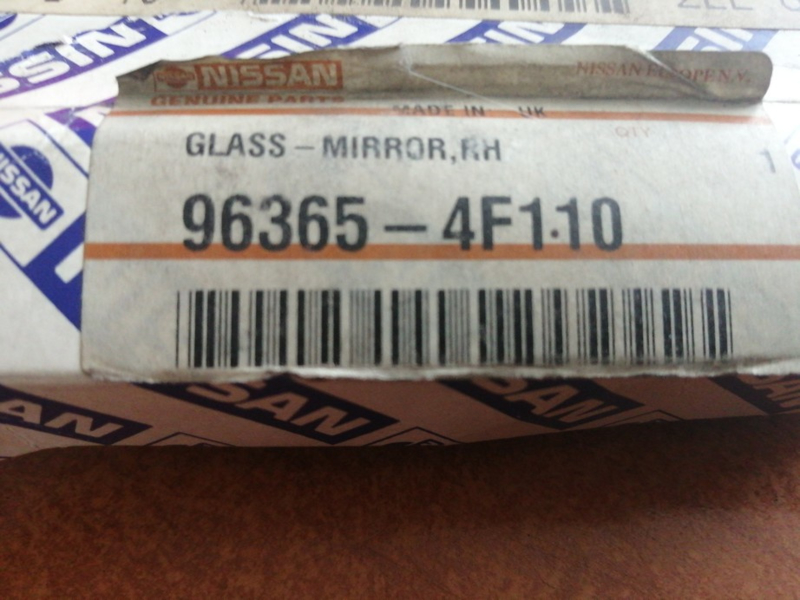 NISSAN
GENUINE PARTS
NISSAN EUROPE N.V.
MADE IN UK
QTY
GLASS-MIRROR,RH
1
96365-4F110
NISSAN
SAN
SAN